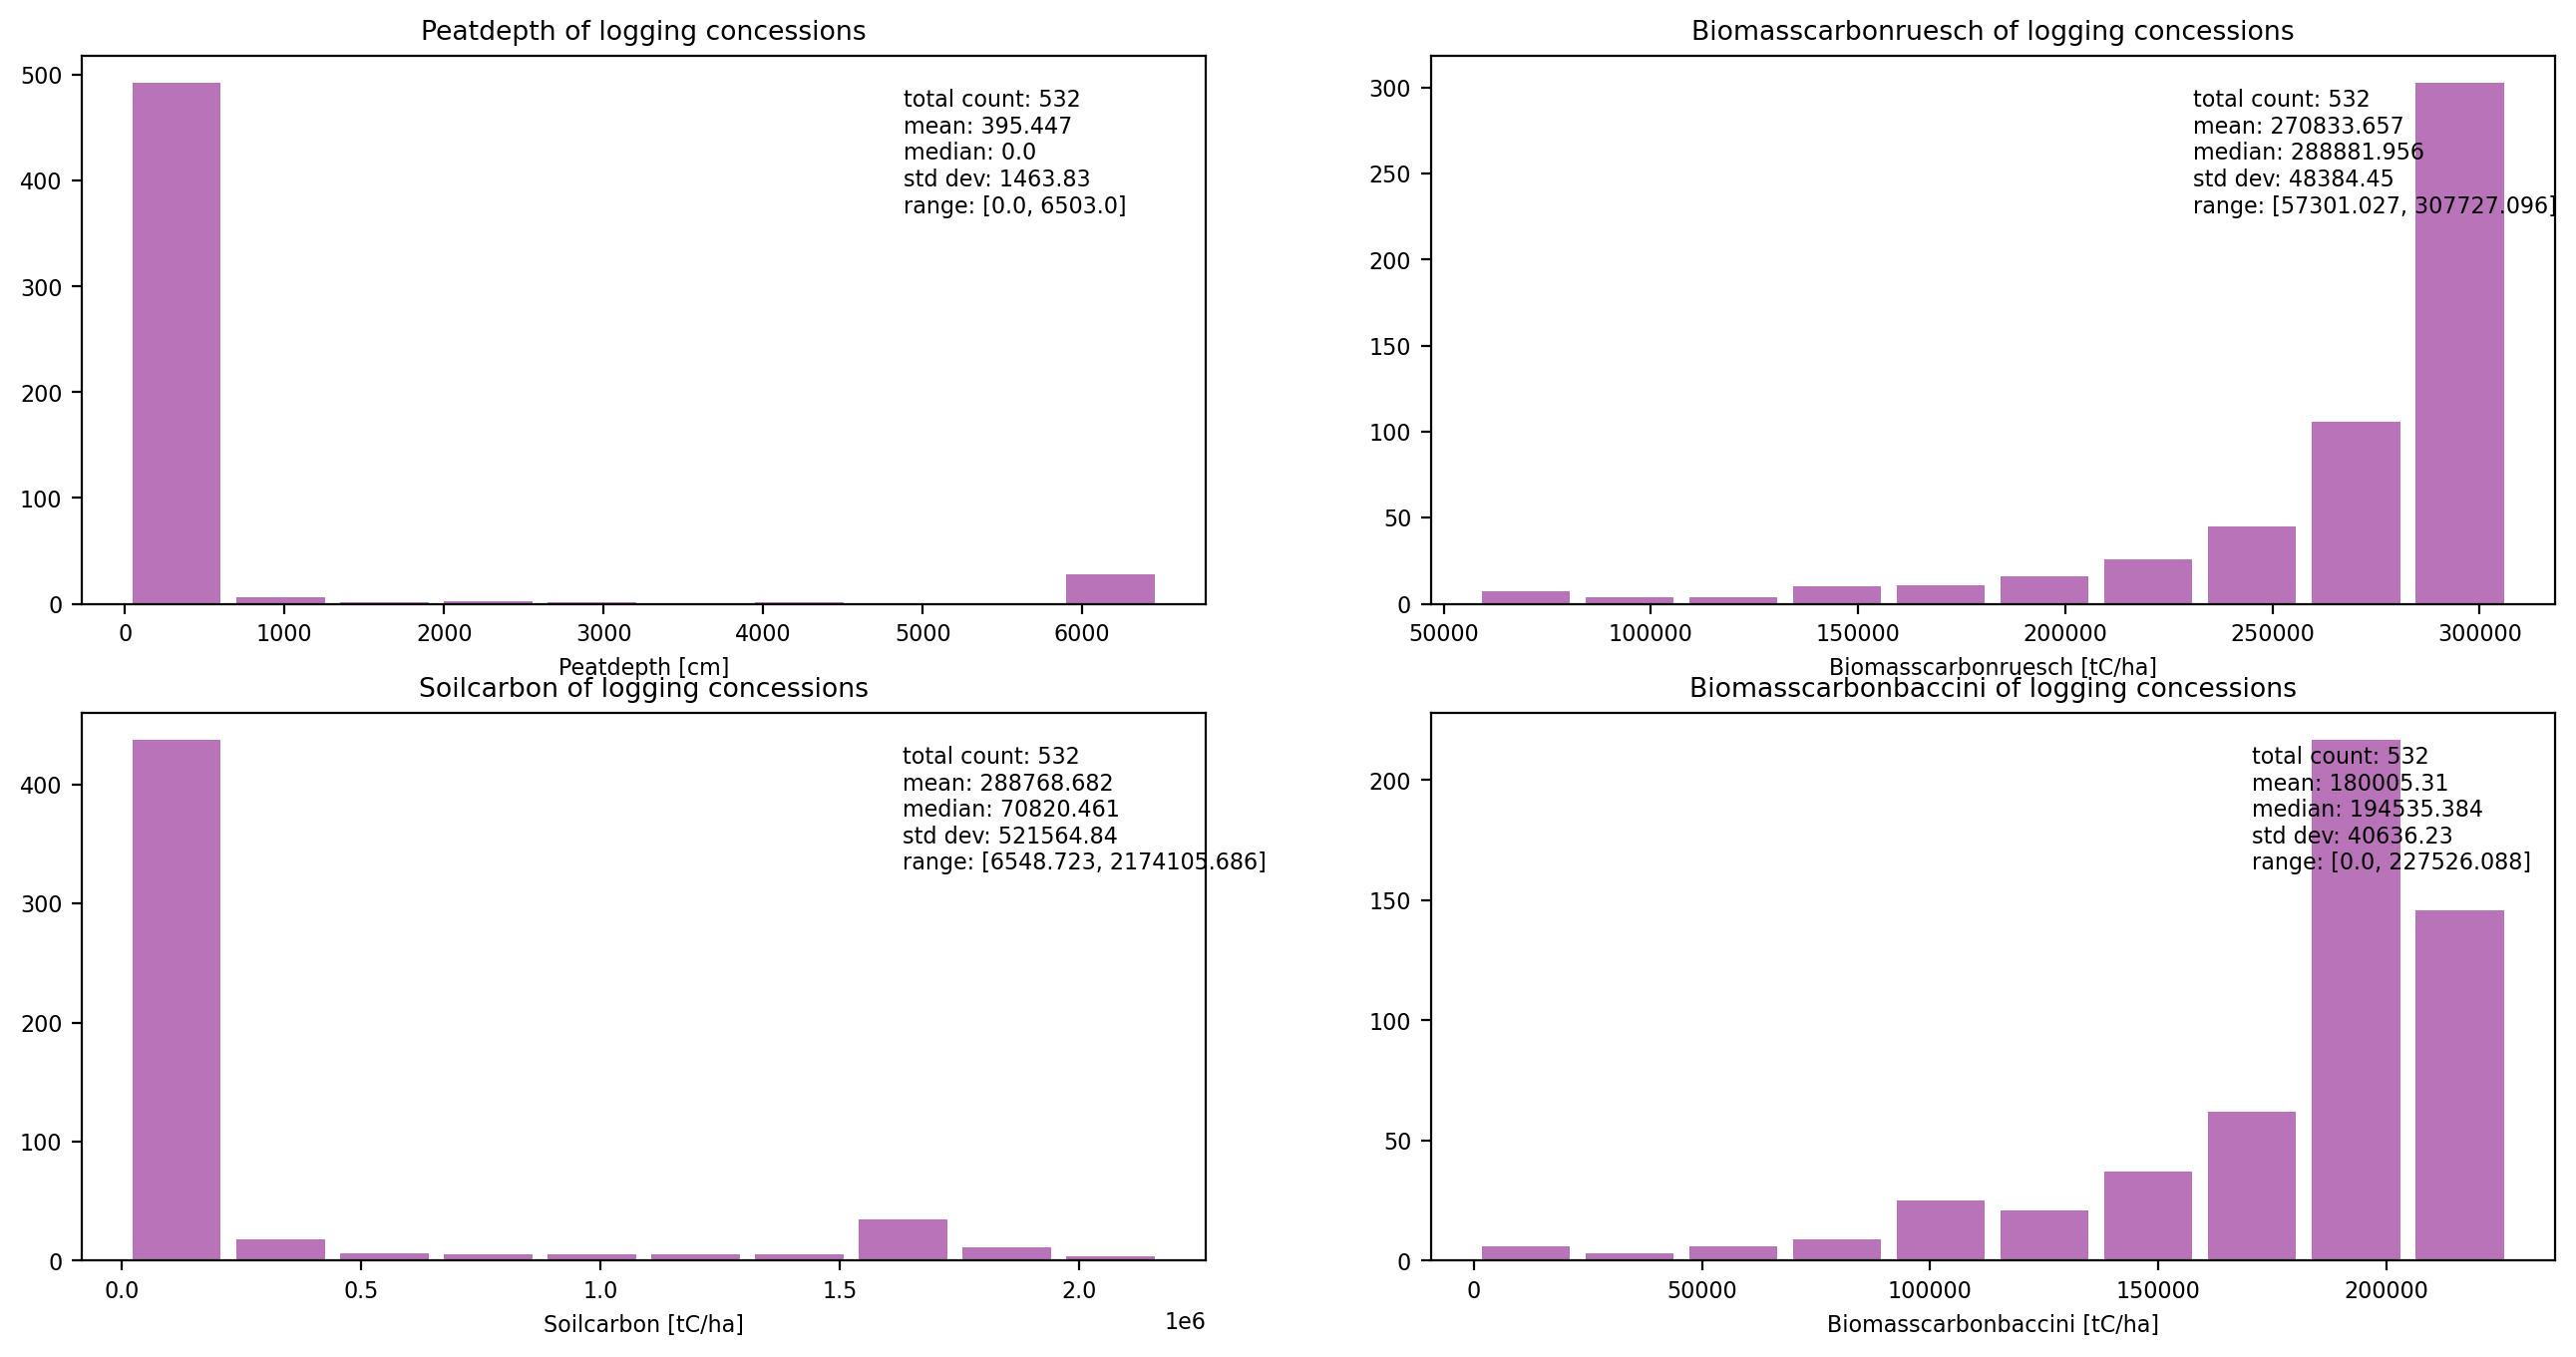 Peatdepth of logging concessions
500
400
300
200
100
0
total count: 532
mean: 395.447
median: 0.0
std dev: 1463.83
range: [0.0, 6503.0]
0 1000 2000 3000 4000 5000 6000
Peatdepth [cm]
Biomasscarbonruesch of logging concessions
300
250
200
150
100
50
0
total count: 532
mean: 270833.657
median: 288881.956
std dev: 48384.45
range: [57301.027, 307727.096]
50000 100000 150000 200000 250000 300000
Biomasscarbonruesch [tC/ha]
Soilcarbon of logging concessions
400
300
200
100
0
total count: 532
mean: 288768.682
median: 70820.461
std dev: 521564.84
range: [6548.723, 2174105.686]
0.0 0.5 1.0 1.5 2.0
1e6
Soilcarbon [tC/ha]
Biomasscarbonbaccini of logging concessions
200
150
100
50
0
total count: 532
mean: 180005.31
median: 194535.384
std dev: 40636.23
range: [0.0, 227526.088]
0 50000 100000 150000 200000
Biomasscarbonbaccini [tC/ha]